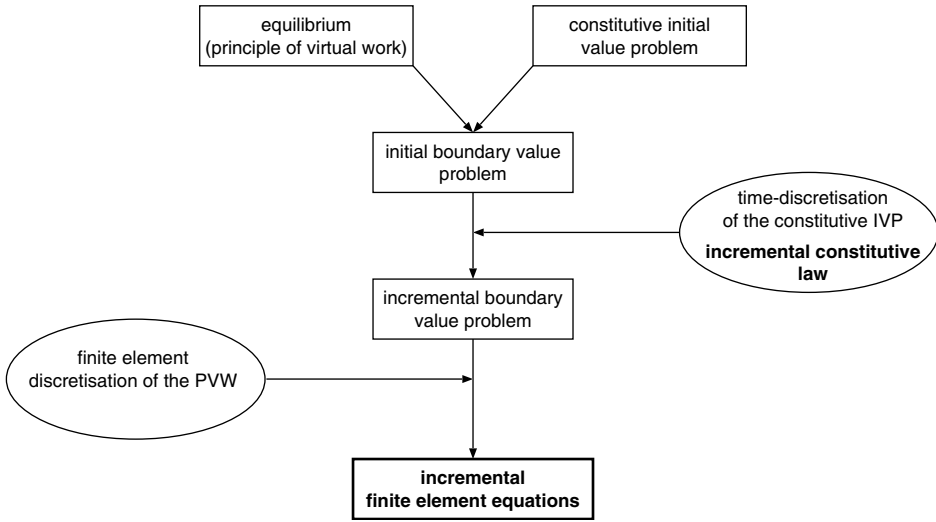 equilibrium
(principle of virtual work)
constitutive initial
value problem
initial boundary value
problem
time-discretisation
of the constitutive IVP
incremental constitutive
law
incremental boundary
value problem
finite element
discretisation of the PVW
incremental
finite element equations